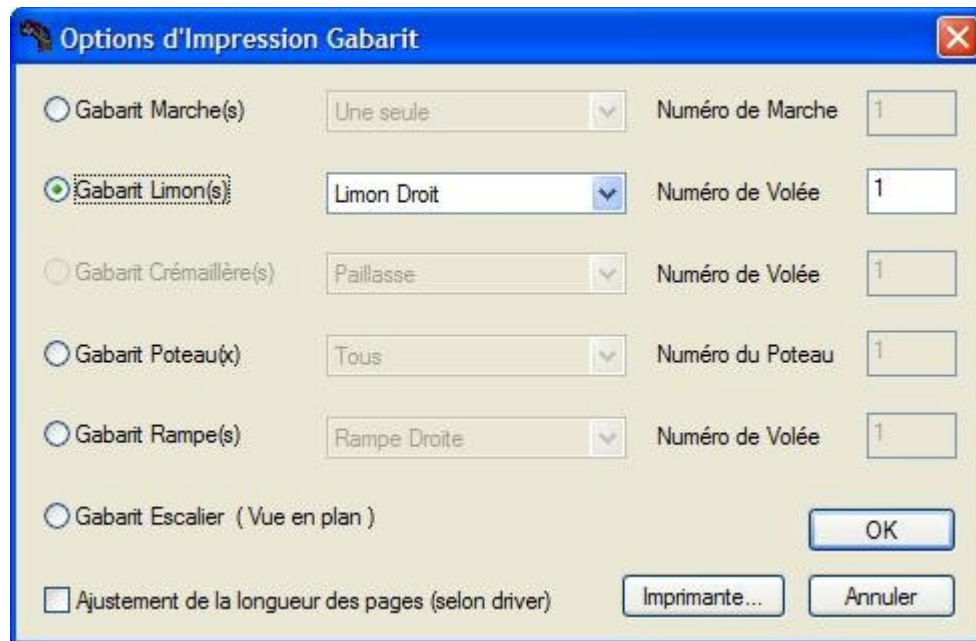 Options d'Impression Gabarit
Gabarit Marche(s) Une seule Numéro de Marche 1
Gabarit Limon(s) Limon Droit Numéro de Volée 1
Gabarit Crémaillère(s) Paillasse Numéro de Volée 1
Gabarit Poteau(x) Tous Numéro du Poteau 1
Gabarit Rampe(s) Rampe Droite Numéro de Volée 1
Gabarit Escalier ( Vue en plan )
OK
Ajustement de la longueur des pages (selon driver) Imprimante... Annuler